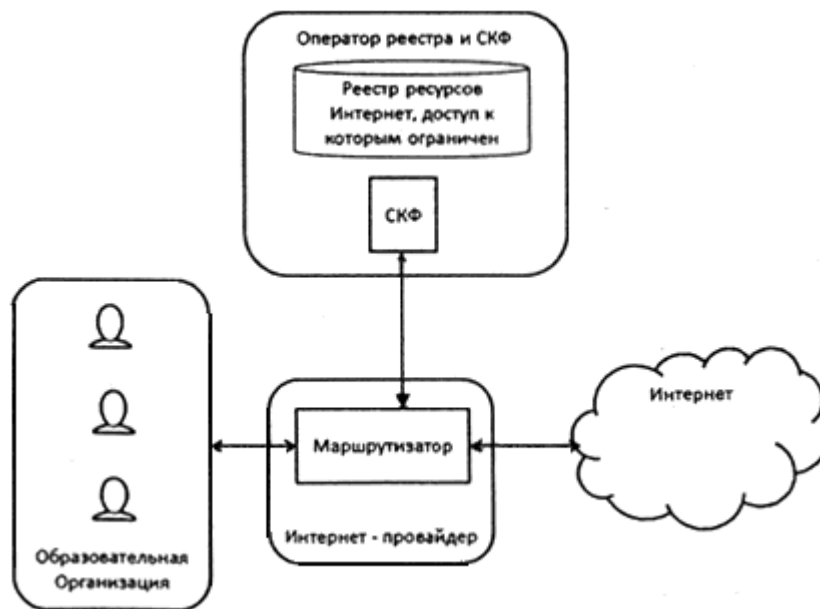 Оператор реестра и СКФ
Реестр ресурсов
Интернет, доступ к
которым ограничен
СКФ
Интернет
Маршрутизатор
Интернет - провайдер
Образовательная
Организация